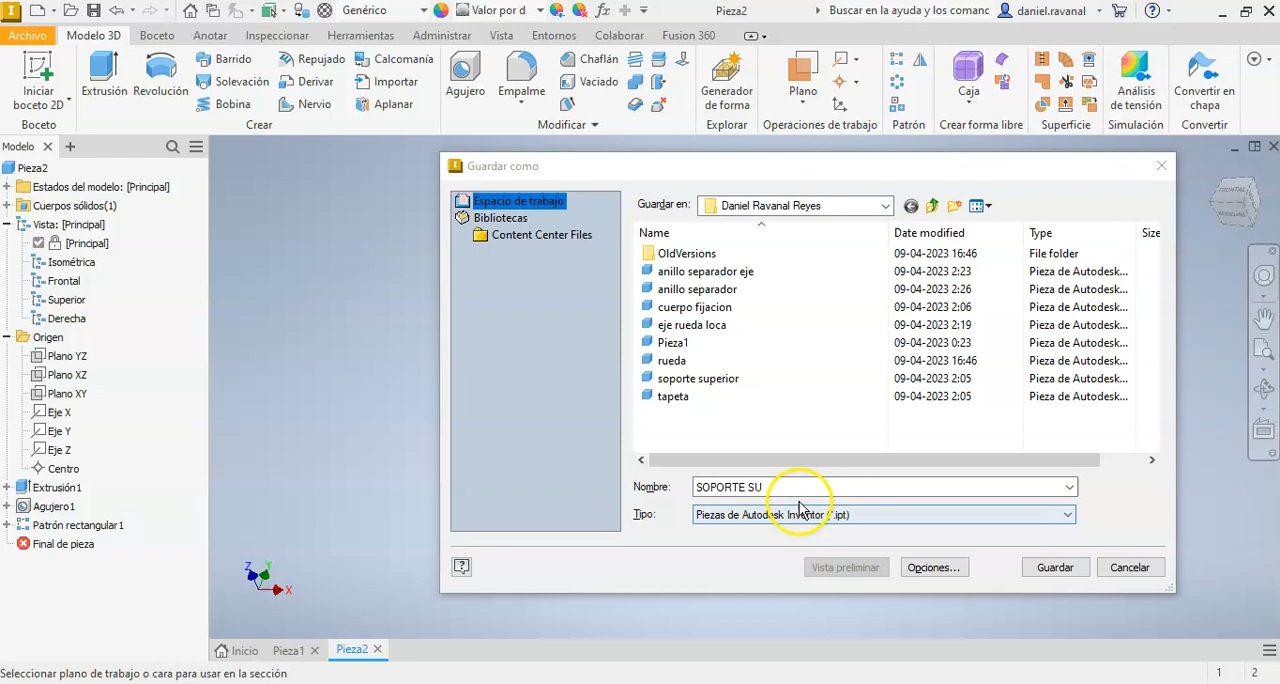 Genérico
Valor por d
Pieza2
Buscar en la ayuda y los comanc
daniel.ravanal
Archivo Modelo 3D Boceto Anotar Inspeccionar Herramientas Administrar Vista Entornos Colaborar Fusion 360
Iniciar
boceto 2D
Extrusión
Revolución
Barrido
Solevación
Bobina
Repujado
Derivar
Nervio
Calcomanía
Importar
Aplanar
Agujero
Empalme
Chaflán
Vaciado
Generador
de forma
Plano
Caja
Análisis
de tensión
Convertir en
chapa
Boceto Crear Modificar Explorar Operaciones de trabajo Patrón Crear forma libre Superficie Simulación Convertir
Modelo
Pieza2
Estados del modelo: [Principal]
Cuerpos sólidos(1)
Vista: [Principal]
[Principal]
Isométrica
Frontal
Superior
Derecha
Origen
Plano YZ
Plano XZ
Plano XY
Eje X
Eje Y
Eje Z
Centro
Extrusión1
Agujero1
Patrón rectangular1
Final de pieza
Z Y X
Guardar como
Espacio de trabajo
Bibliotecas
Content Center Files
Guardar en: Daniel Ravanal Reyes
Name Date modified Type Size
OldVersions 09-04-2023 16:46 File folder
anillo separador eje 09-04-2023 2:23 Pieza de Autodesk...
anillo separador 09-04-2023 2:26 Pieza de Autodesk...
cuerpo fijacion 09-04-2023 2:06 Pieza de Autodesk...
eje rueda loca 09-04-2023 2:19 Pieza de Autodesk...
Pieza1 09-04-2023 0:23 Pieza de Autodesk...
rueda 09-04-2023 16:46 Pieza de Autodesk...
soporte superior 09-04-2023 2:05 Pieza de Autodesk...
tapeta 09-04-2023 2:05 Pieza de Autodesk...
Nombre: SOPORTE SU
Tipo: Piezas de Autodesk Inventor (*.ipt)
Vista preliminar Opciones... Guardar Cancelar
FRONTAL
Inicio Pieza1 Pieza2
Seleccionar plano de trabajo o cara para usar en la sección
1 2